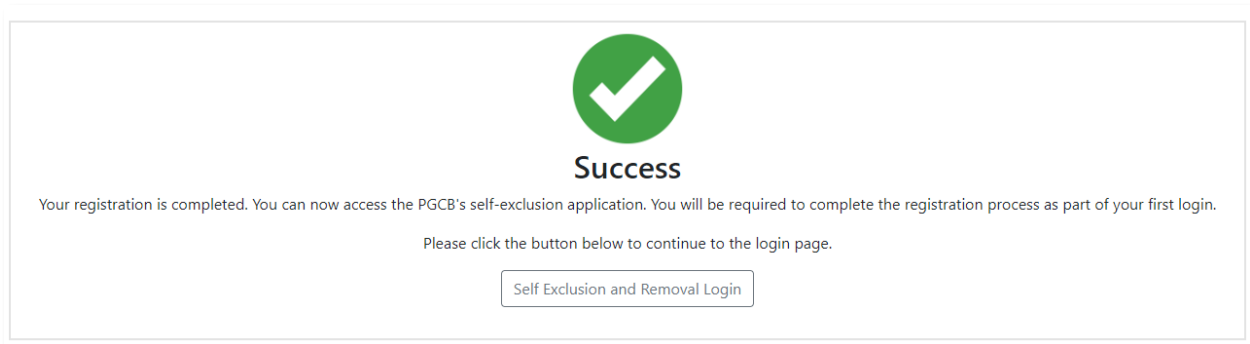 Success
Your registration is completed. You can now access the PGCB's self-exclusion application. You will be required to complete the registration process as part of your first login.
Please click the button below to continue to the login page.
Self Exclusion and Removal Login